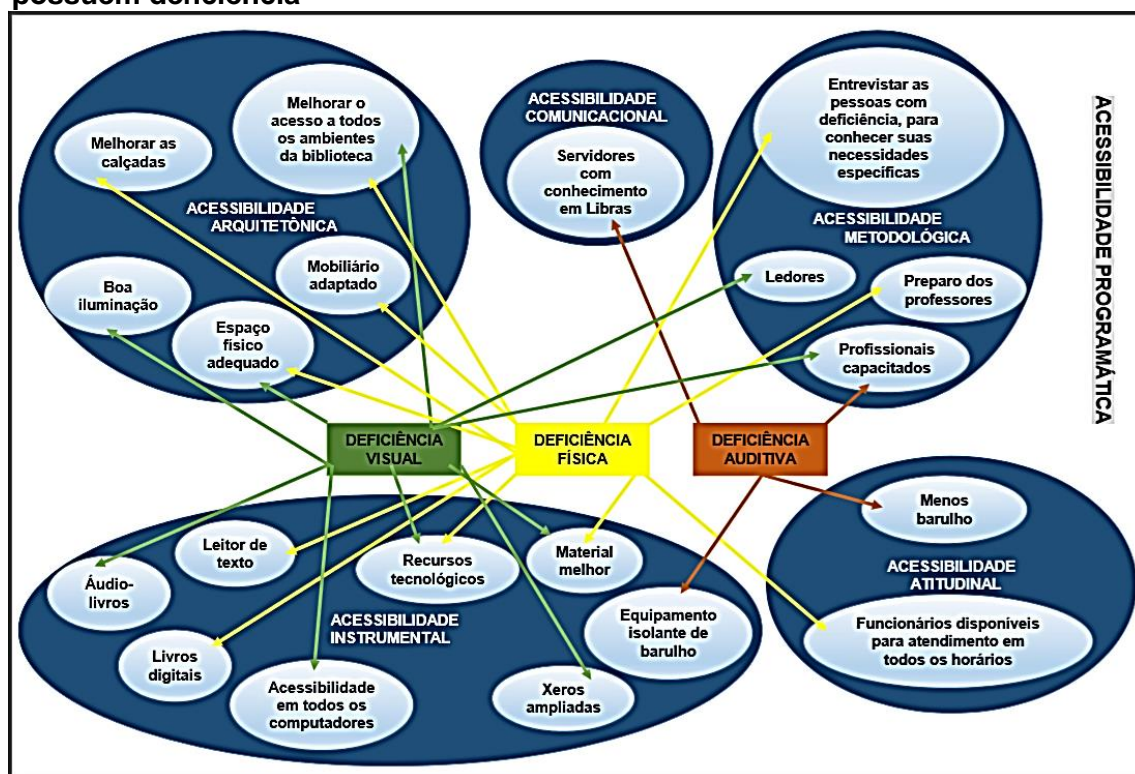 possuem deficiência
Melhorar o
acesso a todos
os ambientes
da biblioteca
Melhorar as
calçadas
ACESSIBILIDADE
ARQUITETÔNICA
Mobiliário
adaptado
Boa
iluminação
Espaço
físico
adequado
ACESSIBILIDADE
COMUNICACIONAL
Servidores
com
conhecimento
em Libras
Entrevistar as
pessoas com
deficiência, para
conhecer suas
necessidades
específicas
ACESSIBILIDADE
METODOLÓGICA
Ledores
Preparo dos
professores
Profissionais
capacitados
ACESSIBILIDADE PROGRAMÁTICA
DEFICIÊNCIA
VISUAL
DEFICIÊNCIA
FÍSICA
DEFICIÊNCIA
AUDITIVA
Leitor de
texto
Recursos
tecnológicos
Material
melhor
Áudio-
livros
ACESSIBILIDADE
INSTRUMENTAL
Equipamento
isolante de
barulho
Livros
digitais
Acessibilidade
em todos os
computadores
Xeros
ampliadas
Menos
barulho
ACESSIBILIDADE
ATITUDINAL
Funcionários disponíveis
para atendimento em
todos os horários